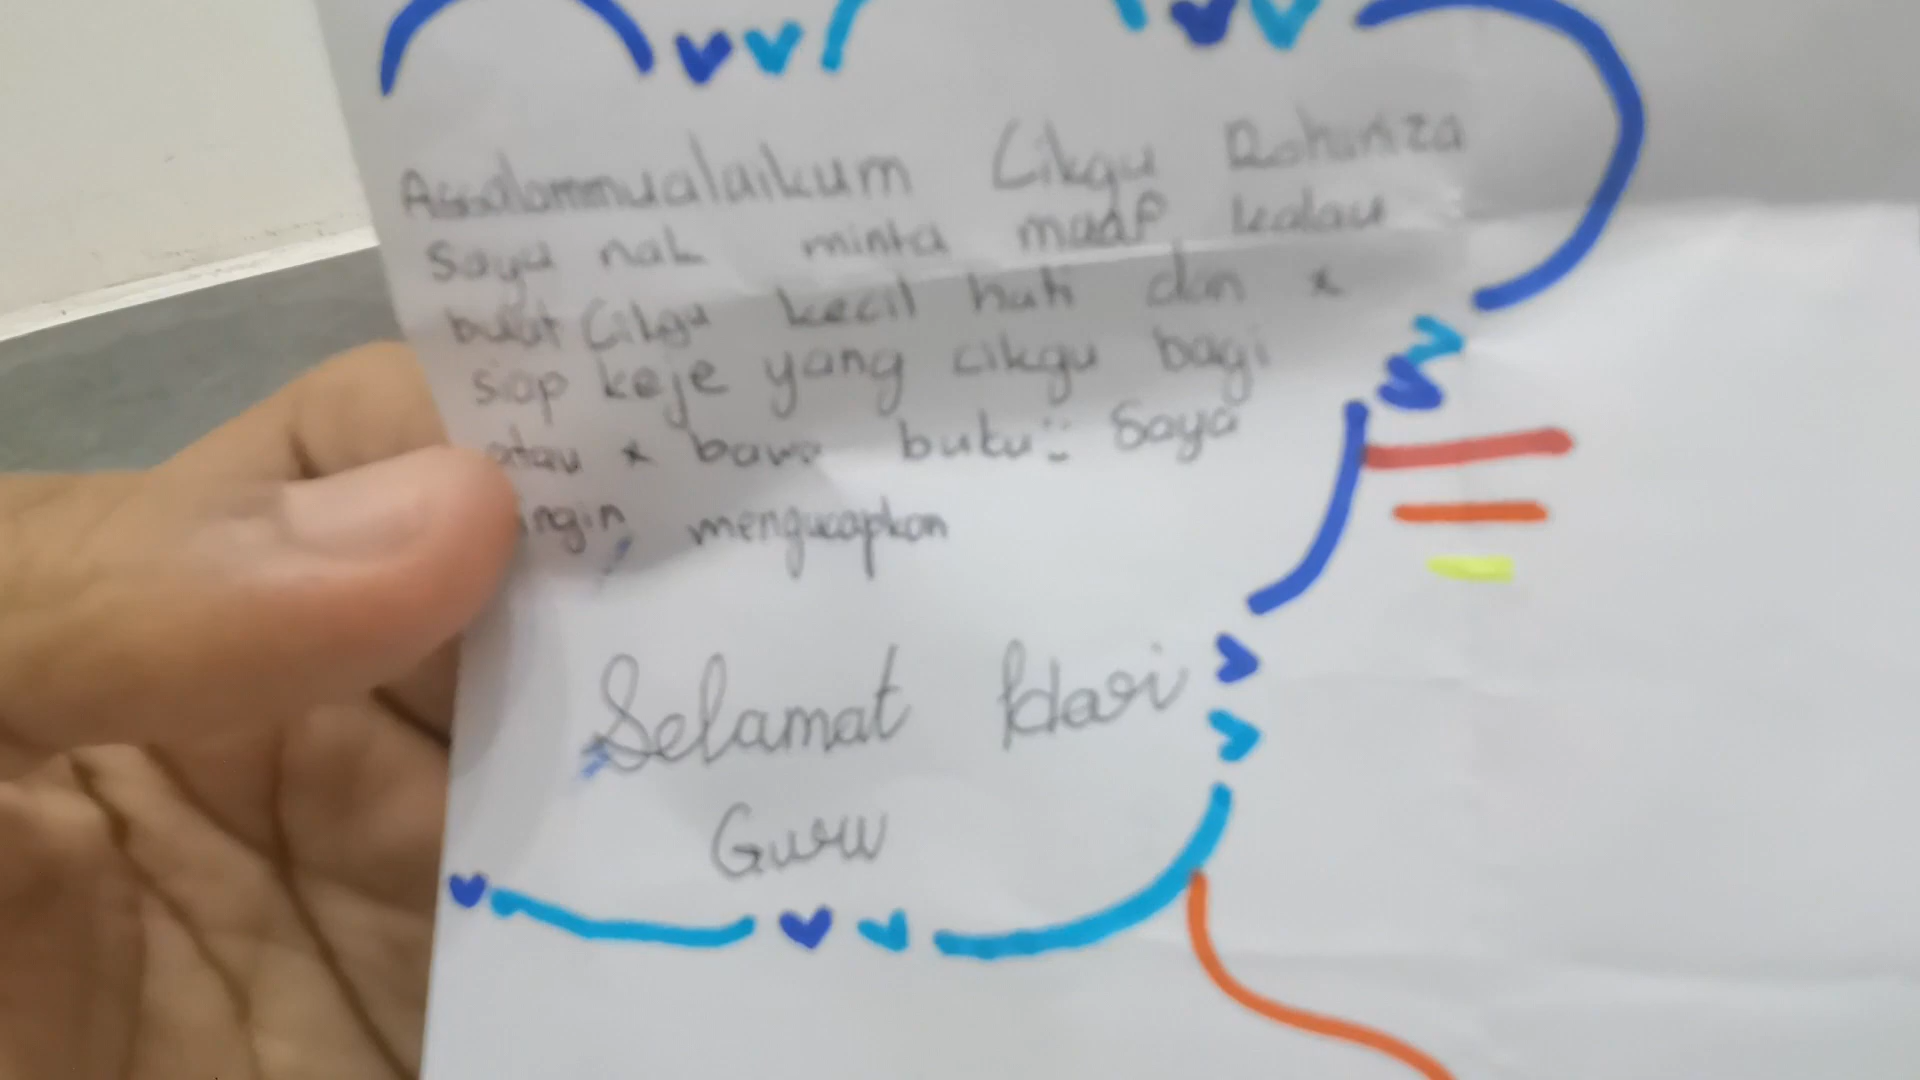 Assalammualaikum Cikgu Rohaniza
saya nak minta maaf kalau
buat Cikgu kecil hati dan x
siap keje yang cikgu bagi
atau x bawa buku :- Saya
ingin mengucapkan
Selamat Hari
Guru